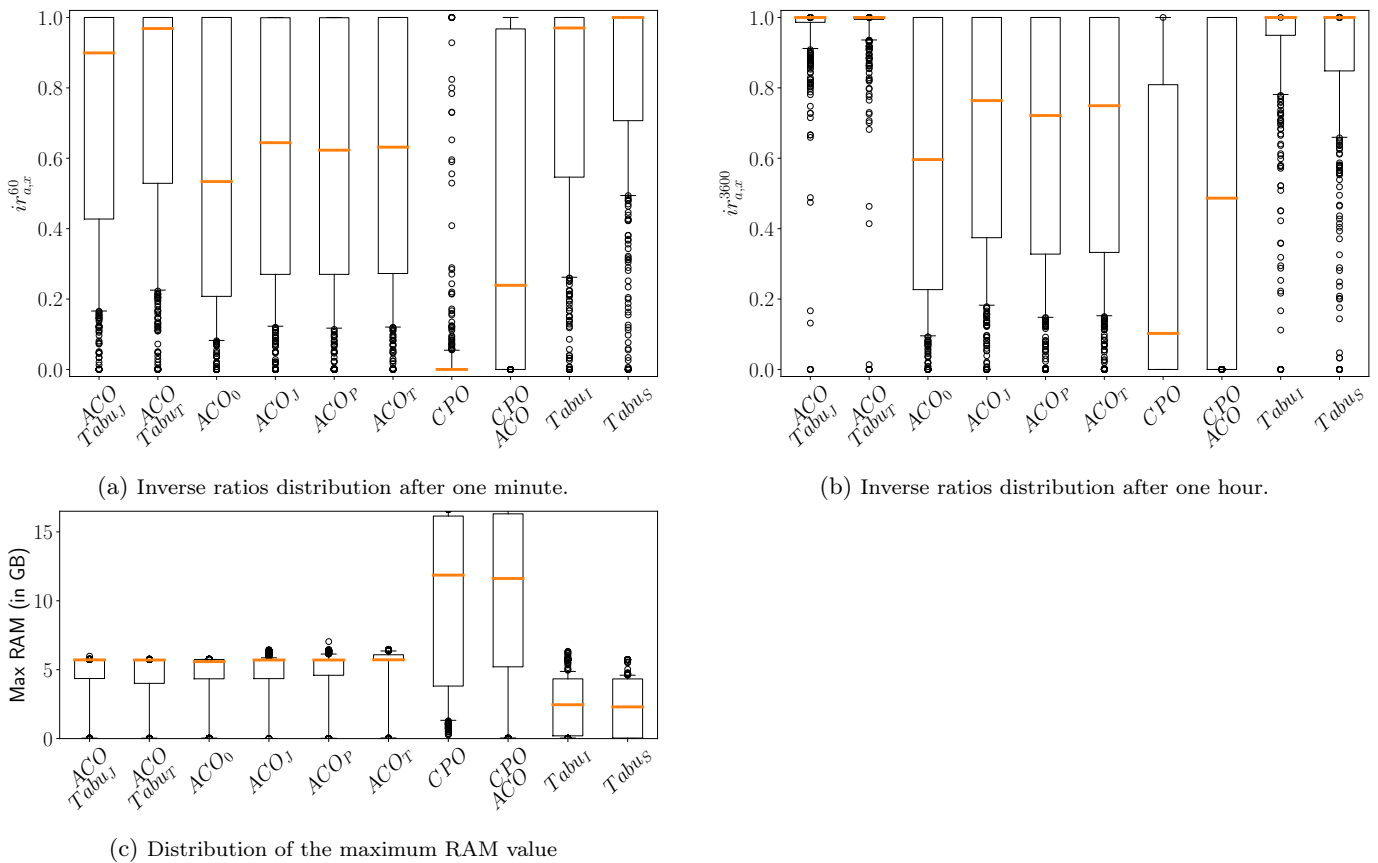 1.0
0.8
0.6
0.4
0.2
0.0
ir^{60}_{a,x}
ACO Tabu_J
ACO Tabu_T
ACO_0
ACO_J
ACO_P
ACO_T
CPO
CPO ACO
Tabu_I
Tabu_S
(a) Inverse ratios distribution after one minute.
1.0
0.8
0.6
0.4
0.2
0.0
ir^{3600}_{a,x}
ACO Tabu_J
ACO Tabu_T
ACO_0
ACO_J
ACO_P
ACO_T
CPO
CPO ACO
Tabu_I
Tabu_S
(b) Inverse ratios distribution after one hour.
15
10
5
0
Max RAM (in GB)
ACO Tabu_J
ACO Tabu_T
ACO_0
ACO_J
ACO_P
ACO_T
CPO
CPO ACO
Tabu_I
Tabu_S
(c) Distribution of the maximum RAM value